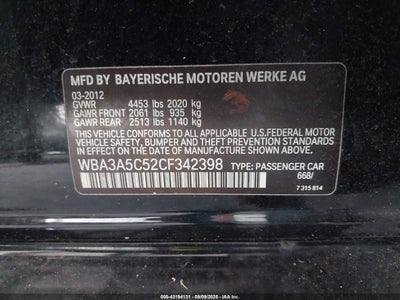 MFD BY BAYERISCHE MOTOREN WERKE AG
03-2012
GVWR 4453 lbs 2020 kg
GAWR FRONT 2061 lbs 935 kg
GAWR REAR 2513 lbs 1140 kg
THIS VEHICLE CONFORMS TO ALL APPLICABLE U.S.FEDERAL MOTOR
VEHICLE SAFETY, BUMPER, AND THEFT PREVENTION STANDARDS
IN EFFECT ON THE DATE OF MANUFACTURE SHOWN ABOVE.
WBA3A5C52CF342398 TYPE: PASSENGER CAR
668/
7 315 814
000-43194131 - 09/09/2025 - IAA, Inc.